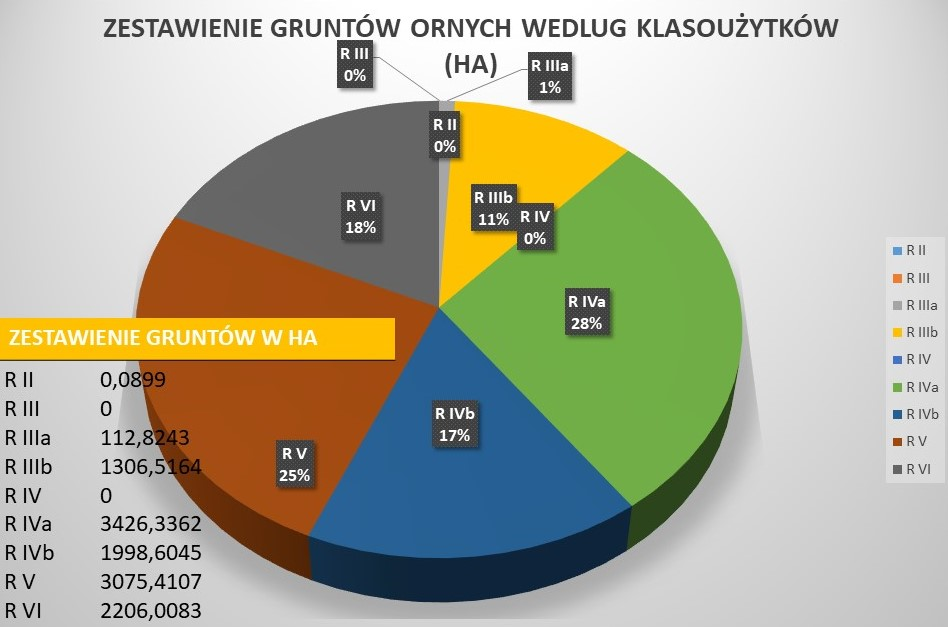 ZESTAWIENIE GRUNTÓW ORNYCH WEDLUG KLASOUŻYTKÓW
(HA)
R III
0%
R IIIa
1%
R II
0%
R IIIb
11%
R IV
0%
R VI
18%
R IVa
28%
R IVb
17%
R V
25%
R II
R III
R IIIa
R IIIb
R IV
R IVa
R IVb
R V
R VI
ZESTAWIENIE GRUNTÓW W HA
R II 0,0899
R III 0
R IIIa 112,8243
R IIIb 1306,5164
R IV 0
R IVa 3426,3362
R IVb 1998,6045
R V 3075,4107
R VI 2206,0083